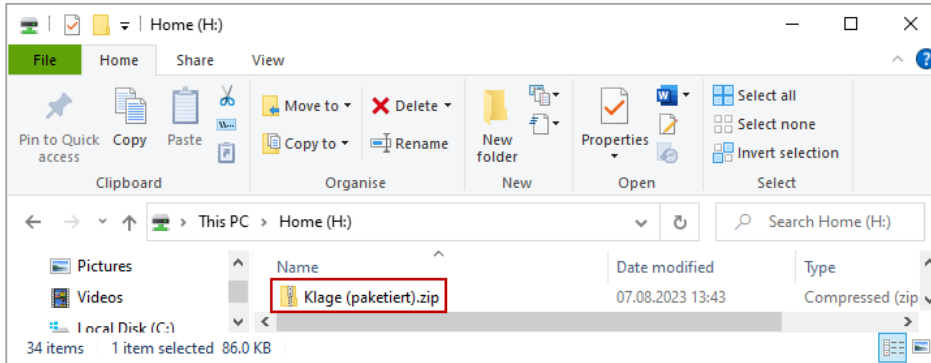 Home (H:)
File Home Share View
Pin to Quick access
Copy
Paste
Move to
Copy to
Delete
Rename
New folder
Properties
Select all
Select none
Invert selection
Clipboard Organise New Open Select
This PC > Home (H:)
Search Home (H:)
Pictures
Videos
Local Disk (C:)
Name Date modified Type
Klage (paketiert).zip 07.08.2023 13:43 Compressed (zip
34 items 1 item selected 86.0 KB